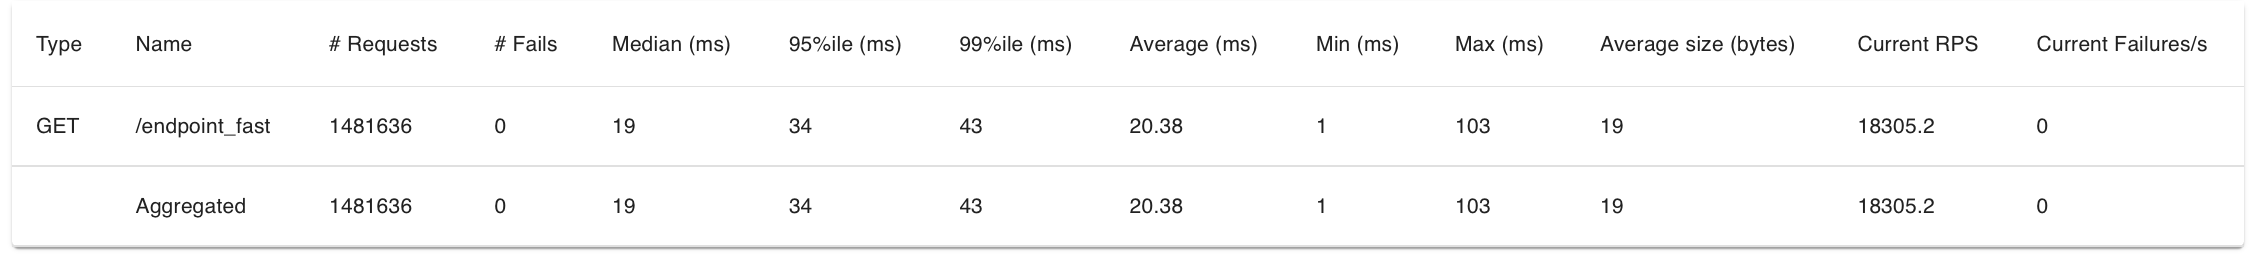 Type Name # Requests # Fails Median (ms) 95%ile (ms) 99%ile (ms) Average (ms) Min (ms) Max (ms) Average size (bytes) Current RPS Current Failures/s
GET /endpoint_fast 1481636 0 19 34 43 20.38 1 103 19 18305.2 0
Aggregated 1481636 0 19 34 43 20.38 1 103 19 18305.2 0